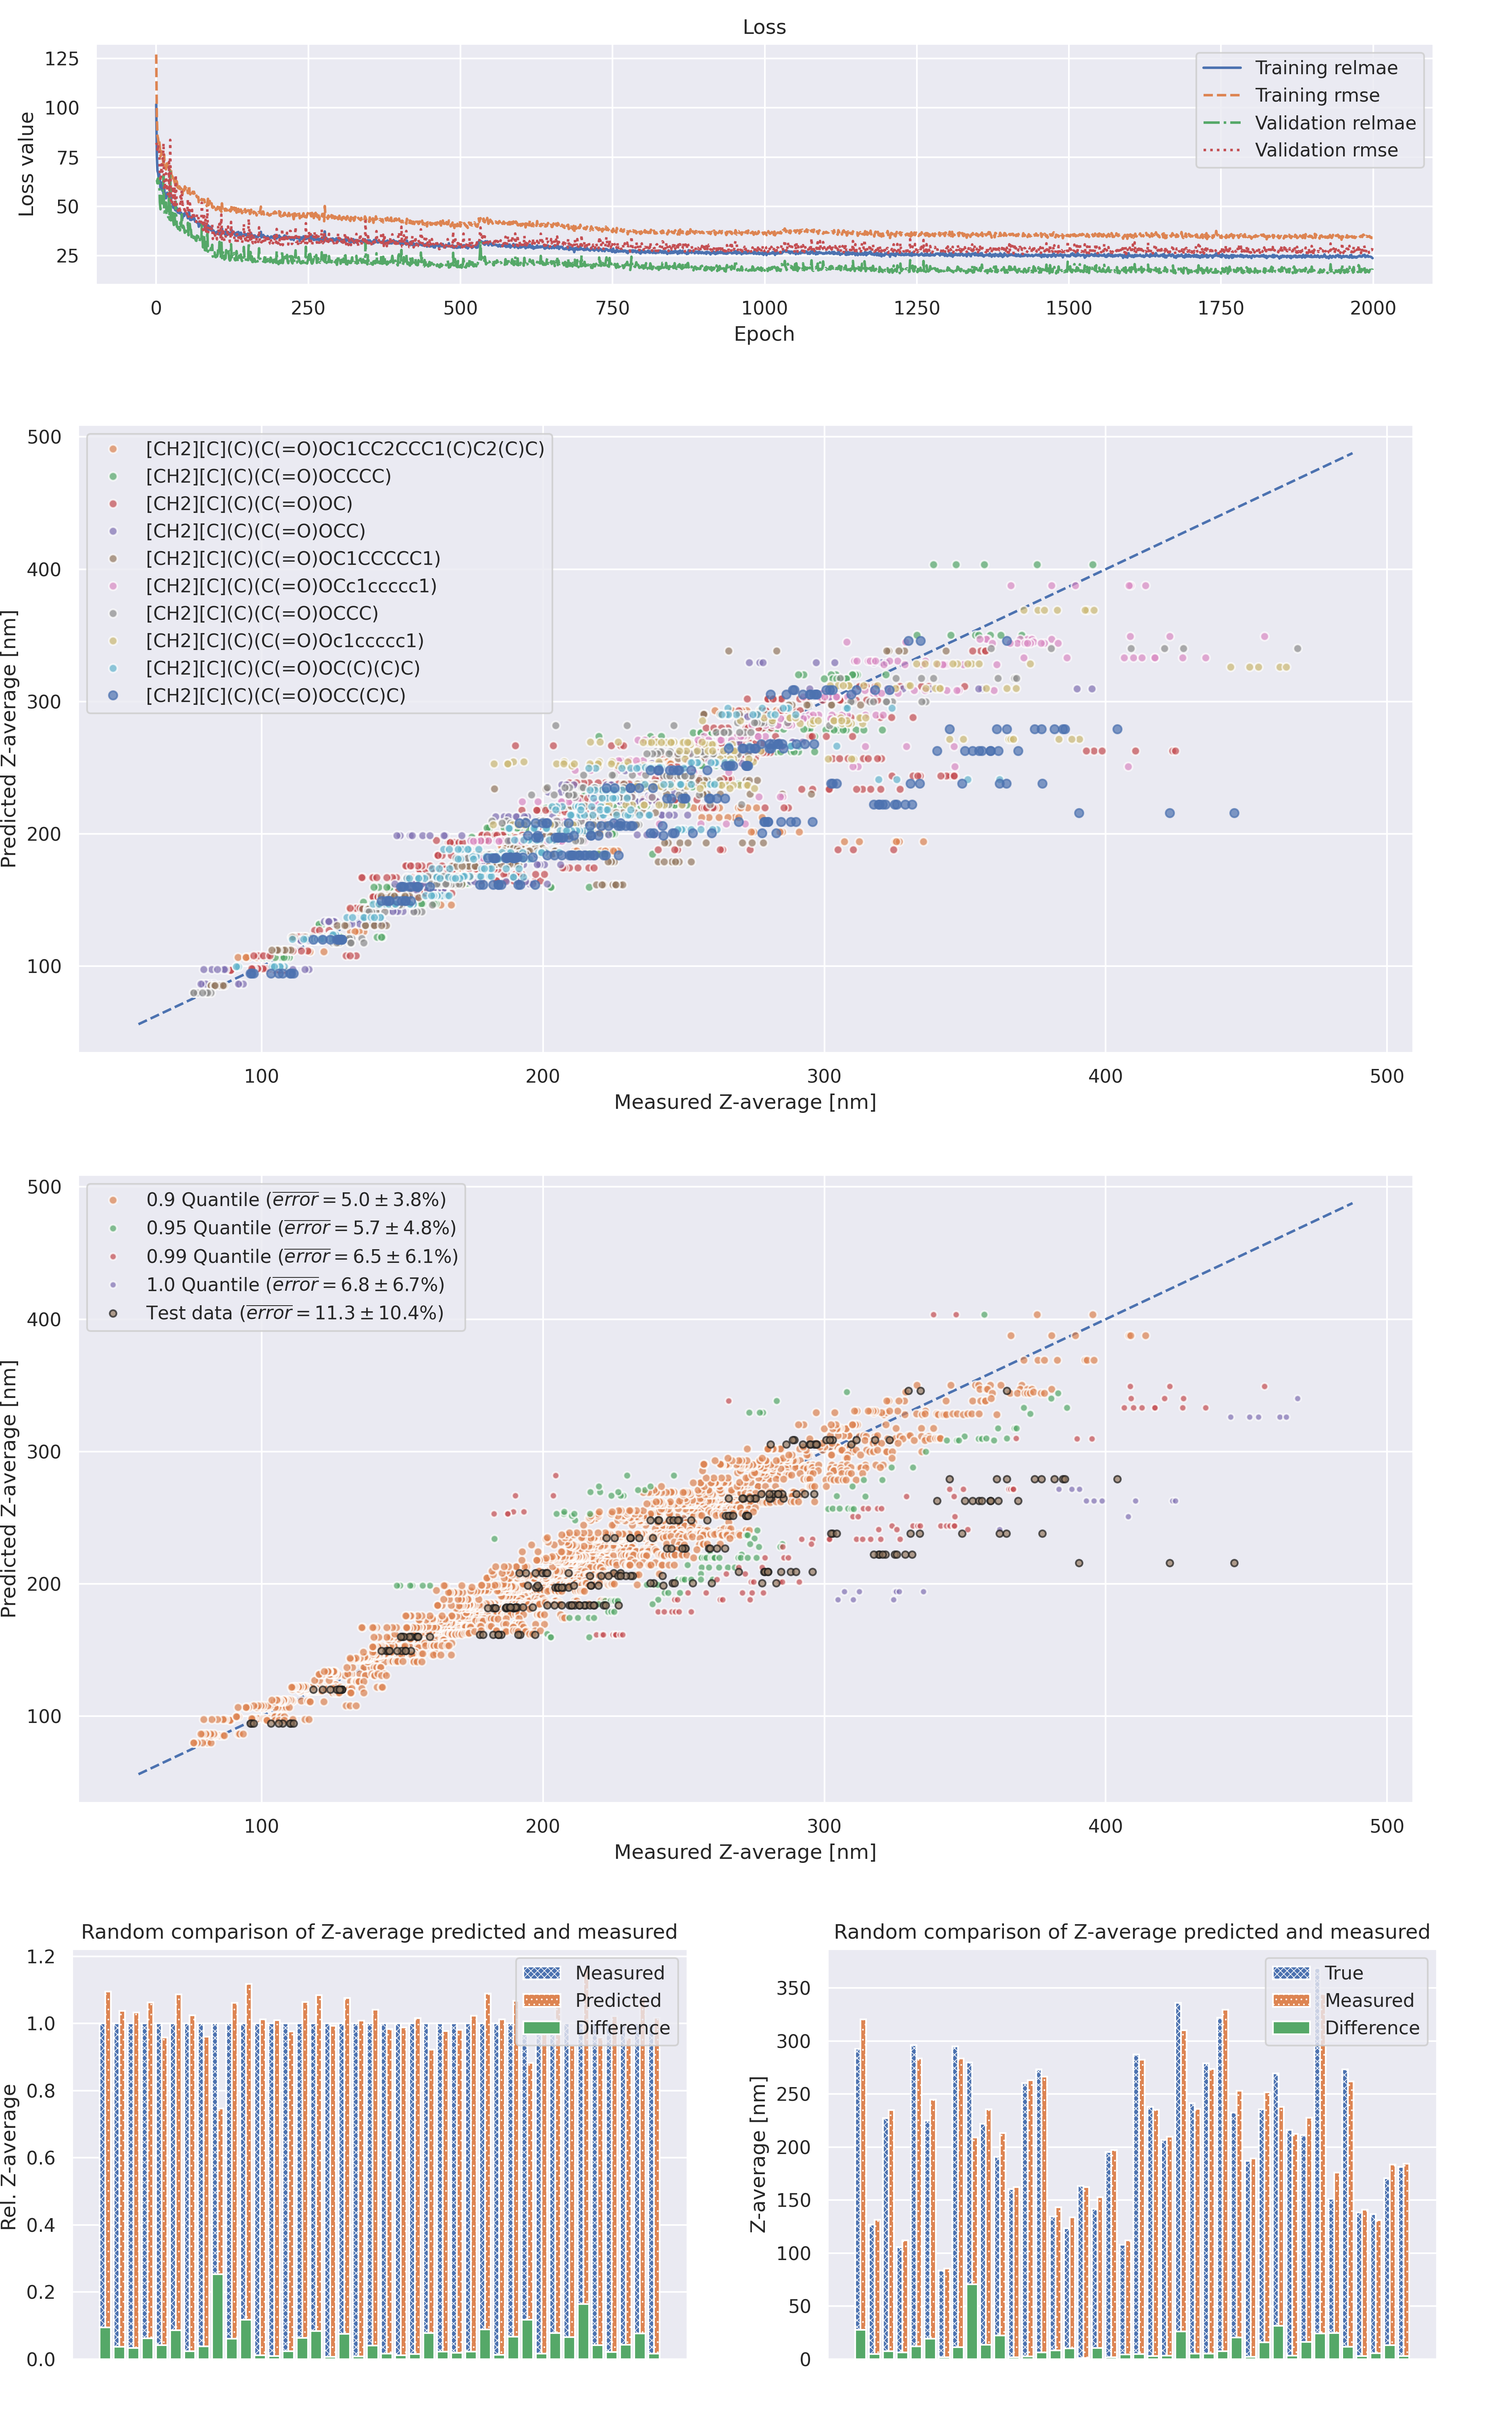 Loss
125
100
75
50
25
Loss value
0
250
500
750
1000
1250
1500
1750
2000
Epoch
Training relmae
Training rmse
Validation relmae
Validation rmse
500
400
300
200
100
Predicted Z-average [nm]
[CH2][C](C)(C(=O)OC1CC2CCC1(C)C2(C)C)
[CH2][C](C)(C(=O)OCCCC)
[CH2][C](C)(C(=O)OC)
[CH2][C](C)(C(=O)OCC)
[CH2][C](C)(C(=O)OC1CCCCC1)
[CH2][C](C)(C(=O)OCc1ccccc1)
[CH2][C](C)(C(=O)OCCC)
[CH2][C](C)(C(=O)Oc1ccccc1)
[CH2][C](C)(C(=O)OC(C)(C)C)
[CH2][C](C)(C(=O)OCC(C)C)
100
200
300
400
500
Measured Z-average [nm]
500
400
300
200
100
Predicted Z-average [nm]
0.9 Quantile (error = 5.0 ± 3.8%)
0.95 Quantile (error = 5.7 ± 4.8%)
0.99 Quantile (error = 6.5 ± 6.1%)
1.0 Quantile (error = 6.8 ± 6.7%)
Test data (error = 11.3 ± 10.4%)
100
200
300
400
500
Measured Z-average [nm]
Random comparison of Z-average predicted and measured
1.2
1.0
0.8
0.6
0.4
0.2
0.0
Rel. Z-average
Measured
Predicted
Difference
Random comparison of Z-average predicted and measured
350
300
250
200
150
100
50
0
Z-average [nm]
True
Measured
Difference